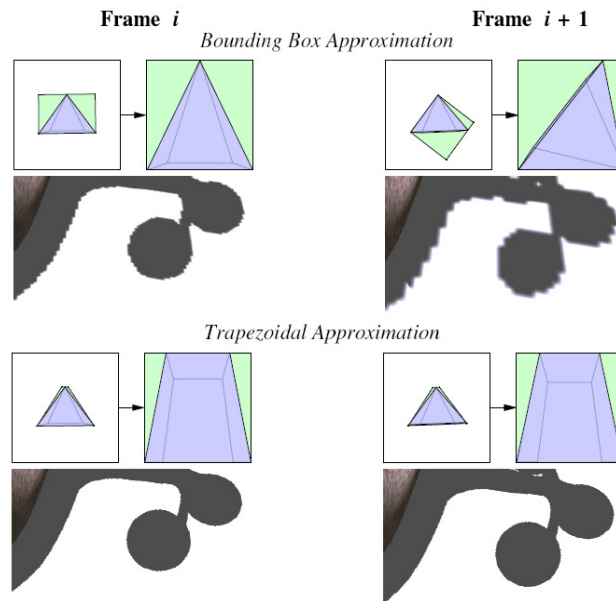 Frame i
Frame i + 1
Bounding Box Approximation
Trapezoidal Approximation